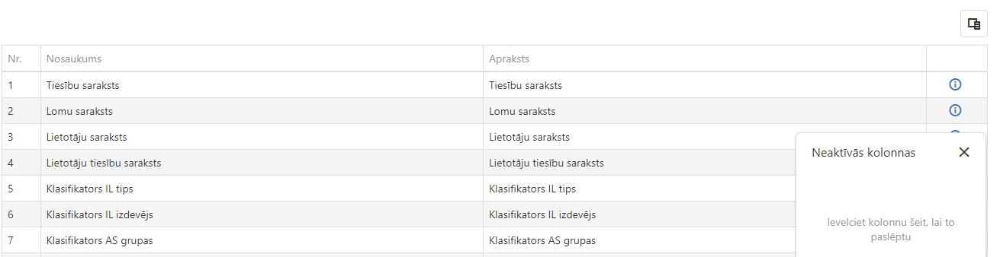 Nr. Nosaukums Apraksts
1 Tiesību saraksts Tiesību saraksts
2 Lomu saraksts Lomu saraksts
3 Lietotāju saraksts Lietotāju saraksts
4 Lietotāju tiesību saraksts Lietotāju tiesību saraksts
5 Klasifikators IL tips Klasifikators IL tips
6 Klasifikators IL izdevējs Klasifikators IL izdevējs
7 Klasifikators AS grupas Klasifikators AS grupas
Neaktīvās kolonnas
Ievelciet kolonnu šeit, lai to
paslēptu